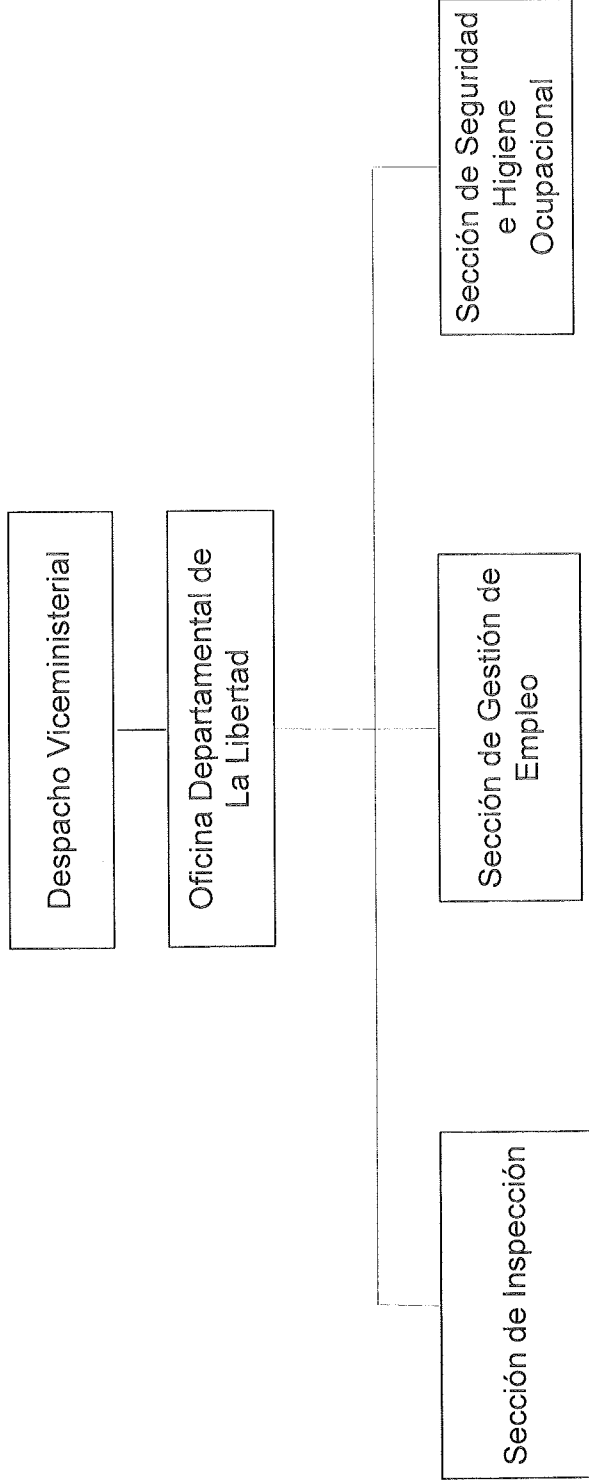 Despacho Viceministerial
Oficina Departamental de
La Libertad
Sección de Inspección
Sección de Gestión de
Empleo
Sección de Seguridad
e Higiene
Ocupacional